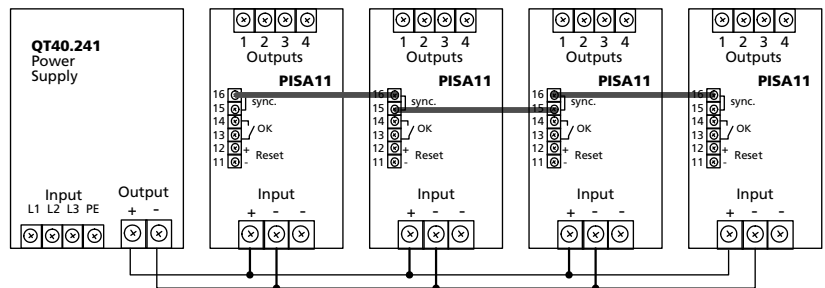 QT40.241
Power
Supply
Input
L1 L2 L3 PE
Output
+ -
1 2 3 4
Outputs
PISA11
16
15
sync.
14
13
OK
12 +
11 -
Reset
Input
+ - -
1 2 3 4
Outputs
PISA11
16
15
sync.
14
13
OK
12 +
11 -
Reset
Input
+ - -
1 2 3 4
Outputs
PISA11
16
15
sync.
14
13
OK
12 +
11 -
Reset
Input
+ - -
1 2 3 4
Outputs
PISA11
16
15
sync.
14
13
OK
12 +
11 -
Reset
Input
+ - -